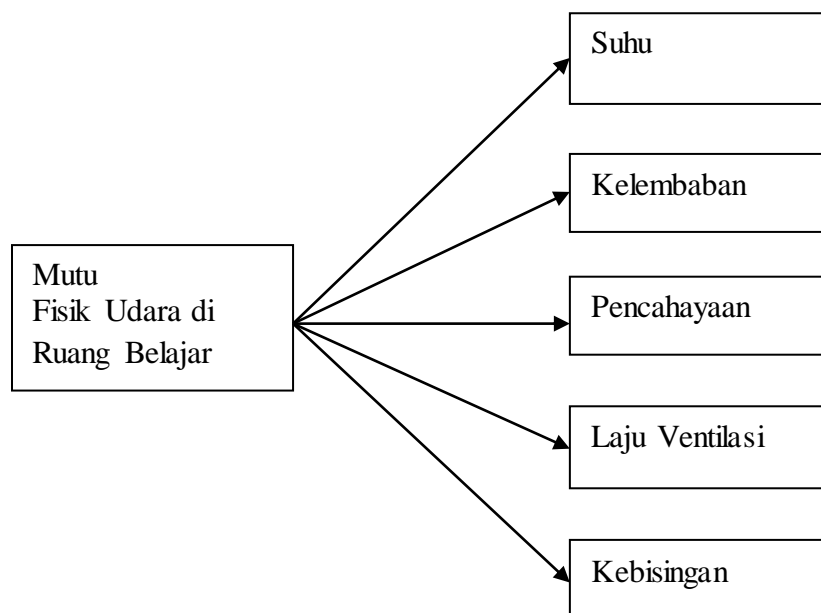 Suhu
Kelembaban
Mutu
Fisik Udara di
Ruang Belajar
Pencahayaan
Laju Ventilasi
Kebisingan